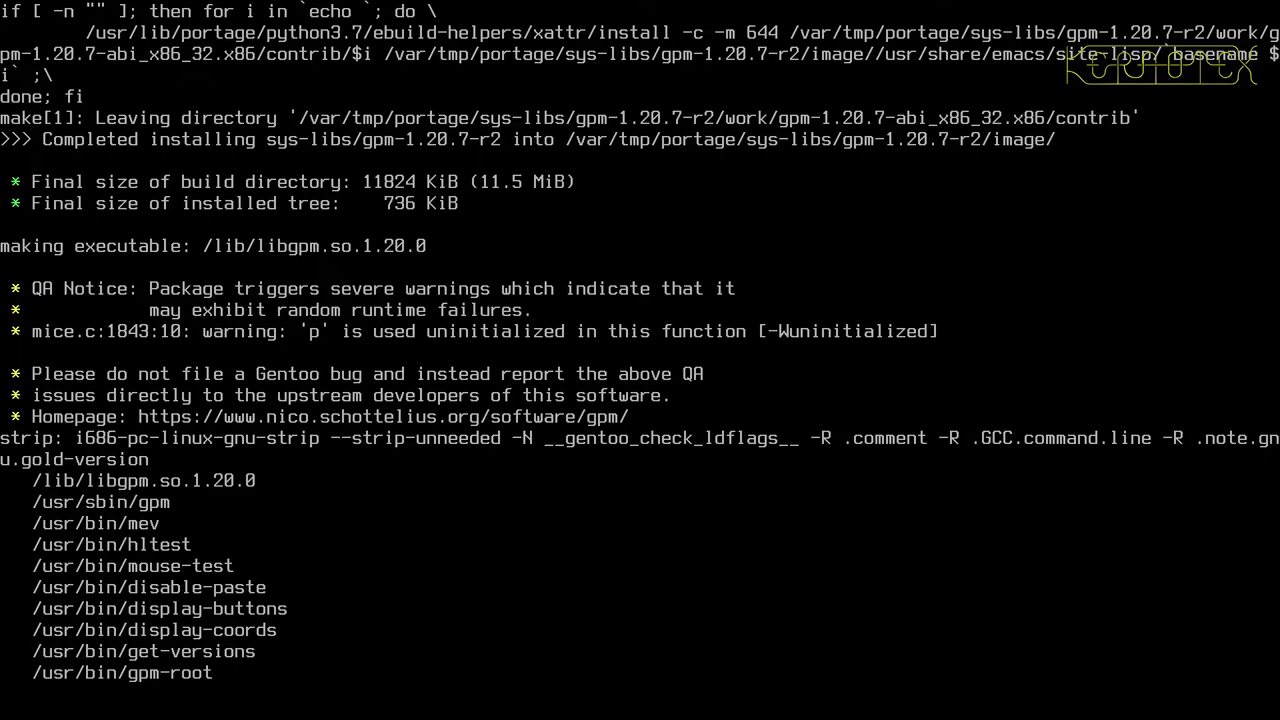 if [ -n "" ]; then for i in `echo `; do \
        /usr/lib/portage/python3.7/ebuild-helpers/xattr/install -c -m 644 /var/tmp/portage/sys-libs/gpm-1.20.7-r2/work/g
pm-1.20.7-abi_x86_32.x86/contrib/$i /var/tmp/portage/sys-libs/gpm-1.20.7-r2/image//usr/share/emacs/site-lisp/`basename $
i` ;\
done; fi
make[1]: Leaving directory '/var/tmp/portage/sys-libs/gpm-1.20.7-r2/work/gpm-1.20.7-abi_x86_32.x86/contrib'
>>> Completed installing sys-libs/gpm-1.20.7-r2 into /var/tmp/portage/sys-libs/gpm-1.20.7-r2/image/
 * Final size of build directory: 11824 KiB (11.5 MiB)
 * Final size of installed tree:    736 KiB
making executable: /lib/libgpm.so.1.20.0
 * QA Notice: Package triggers severe warnings which indicate that it
 *            may exhibit random runtime failures.
 * mice.c:1843:10: warning: 'p' is used uninitialized in this function [-Wuninitialized]
 * Please do not file a Gentoo bug and instead report the above QA
 * issues directly to the upstream developers of this software.
 * Homepage: https://www.nico.schottelius.org/software/gpm/
strip: i686-pc-linux-gnu-strip --strip-unneeded -N __gentoo_check_ldflags__ -R .comment -R .GCC.command.line -R .note.gn
u.gold-version
   /lib/libgpm.so.1.20.0
   /usr/sbin/gpm
   /usr/bin/mev
   /usr/bin/hltest
   /usr/bin/mouse-test
   /usr/bin/disable-paste
   /usr/bin/display-buttons
   /usr/bin/display-coords
   /usr/bin/get-versions
   /usr/bin/gpm-root